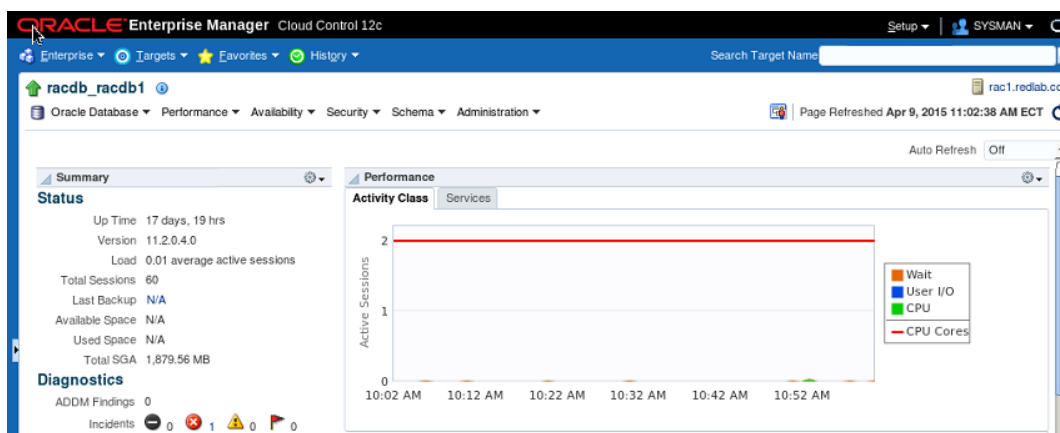 ORACLE Enterprise Manager Cloud Control 12c Setup SYSMAN
Enterprise Targets Favorites History Search Target Name
racdb_racdb1 rac1.redlab.co
Oracle Database Performance Availability Security Schema Administration Page Refreshed Apr 9, 2015 11:02:38 AM ECT
Auto Refresh Off
Summary
Status
Up Time 17 days, 19 hrs
Version 11.2.0.4.0
Load 0.01 average active sessions
Total Sessions 60
Last Backup N/A
Available Space N/A
Used Space N/A
Total SGA 1,879.56 MB
Diagnostics
ADDM Findings 0
Incidents 0 1 0 0
Performance
Activity Class Services
Active Sessions
2
1
0
10:02 AM 10:12 AM 10:22 AM 10:32 AM 10:42 AM 10:52 AM
Wait
User I/O
CPU
CPU Cores